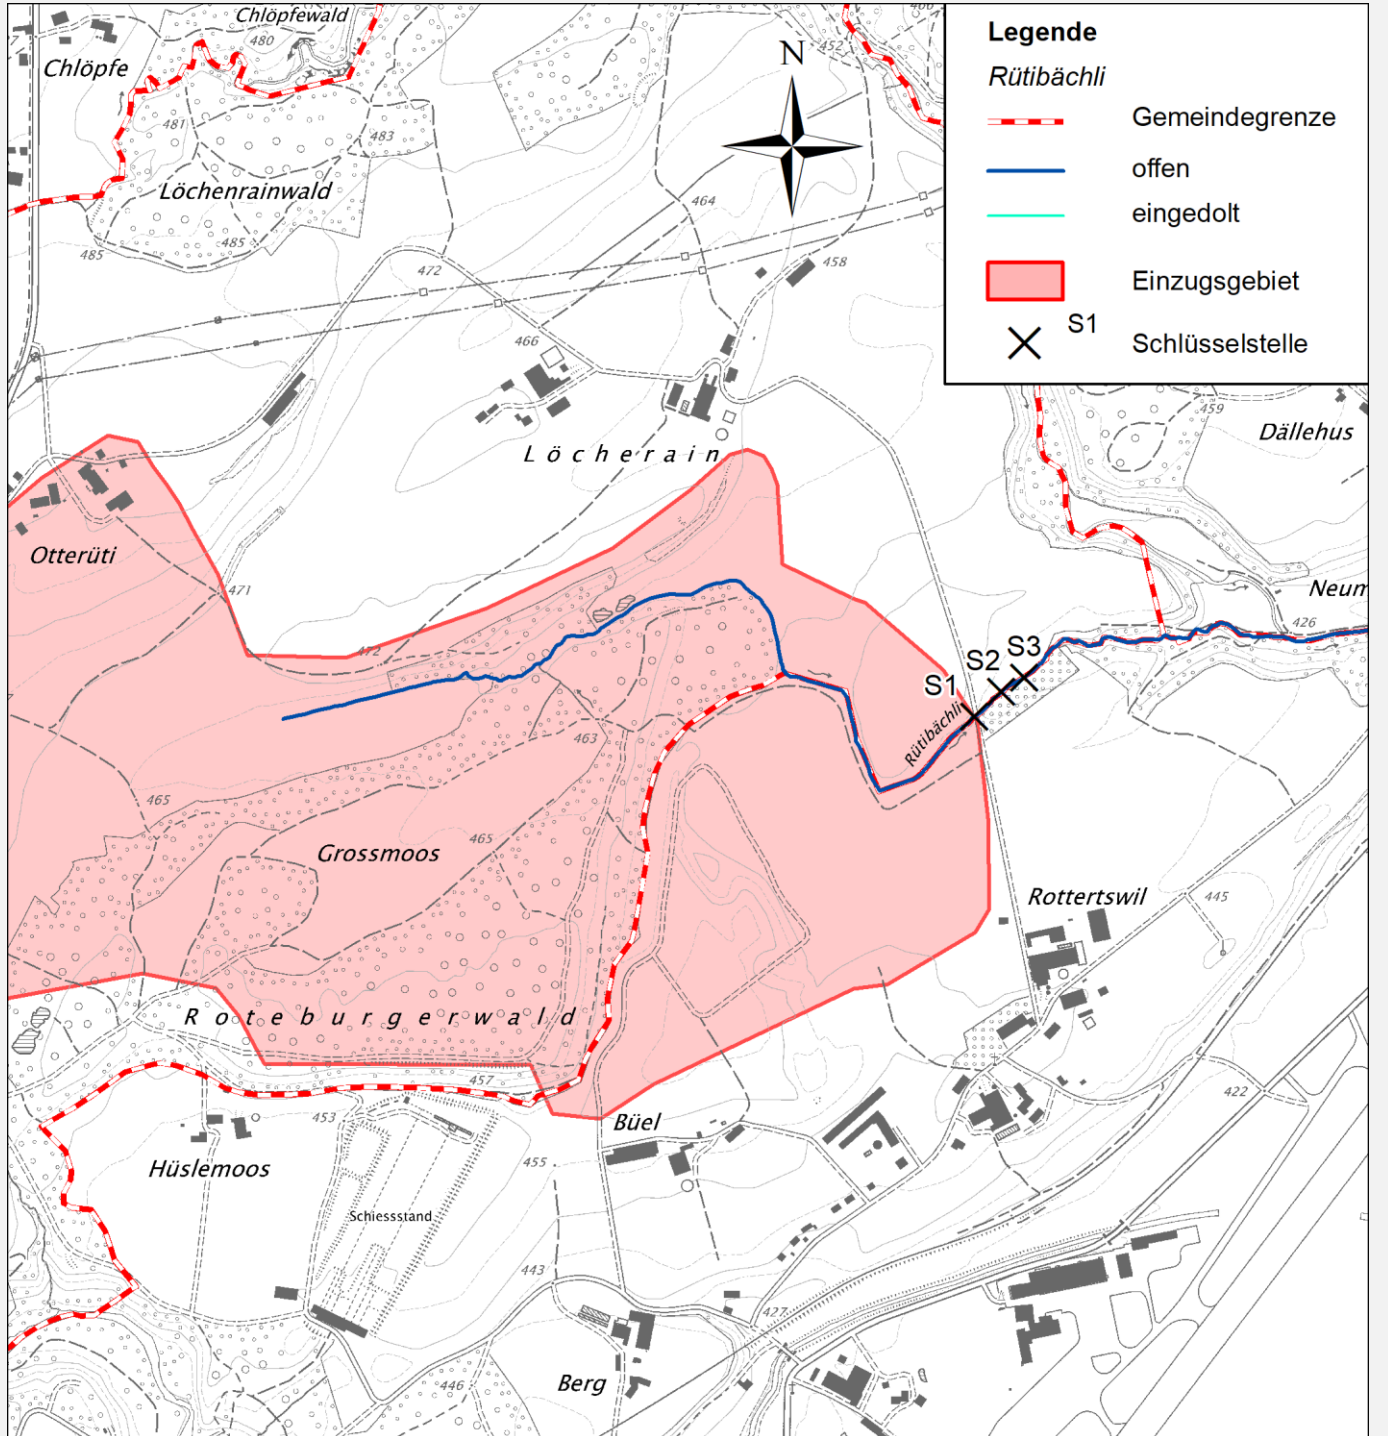 Chlöpfewald
480
Chlöpfe
481
483
Löchenrainwald
485
485
452
N
464
472
458
466
Löcherain
Legende
Rütibächli
Gemeindegrenze
offen
eingedolt
Einzugsgebiet
S1
Schlüsselstelle
459
Dällehus
Otterüti
471
472
Neum
426
S3
S2
S1
Rütibächli
463
465
465
Grossmoos
Roteburgerwald
Rottertswil
445
457
453
Büel
422
Hüslemoos
455
Schiessstand
443
427
446
Berg